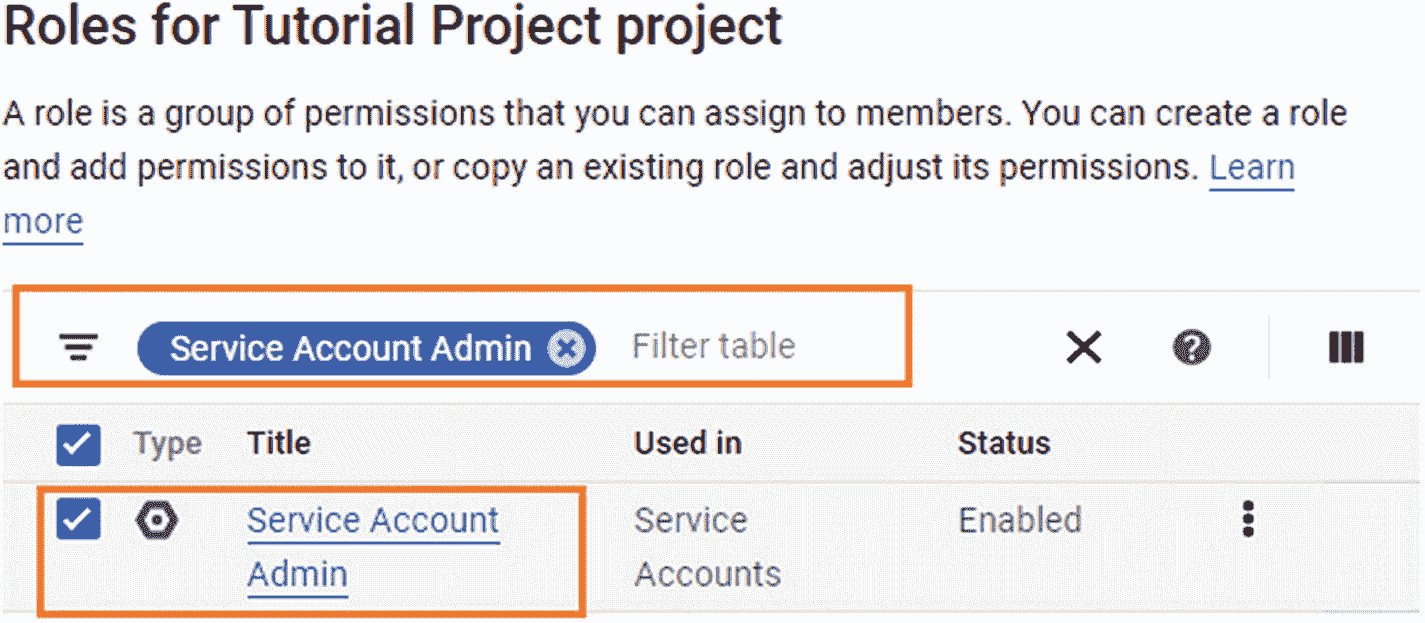 Roles for Tutorial Project project
A role is a group of permissions that you can assign to members. You can create a role
and add permissions to it, or copy an existing role and adjust its permissions. Learn
more
Service Account Admin Filter table
Type Title Used in Status
Service Account Service Enabled
Admin Accounts